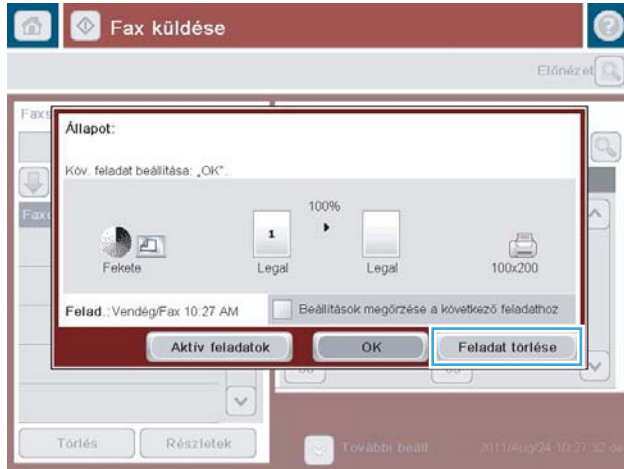 Fax küldése
Előnézet
Állapot:
Köv. feladat beállítása: „OK”.
100%
1
Fekete
Legal
Legal
100x200
Felad.: Vendég/Fax 10:27 AM
Beállítások megőrzése a következő feladathoz
Aktív feladatok
OK
Feladat törlése
Törlés
Részletek
További beáll.
2011/Aug/24 10:27:32 de